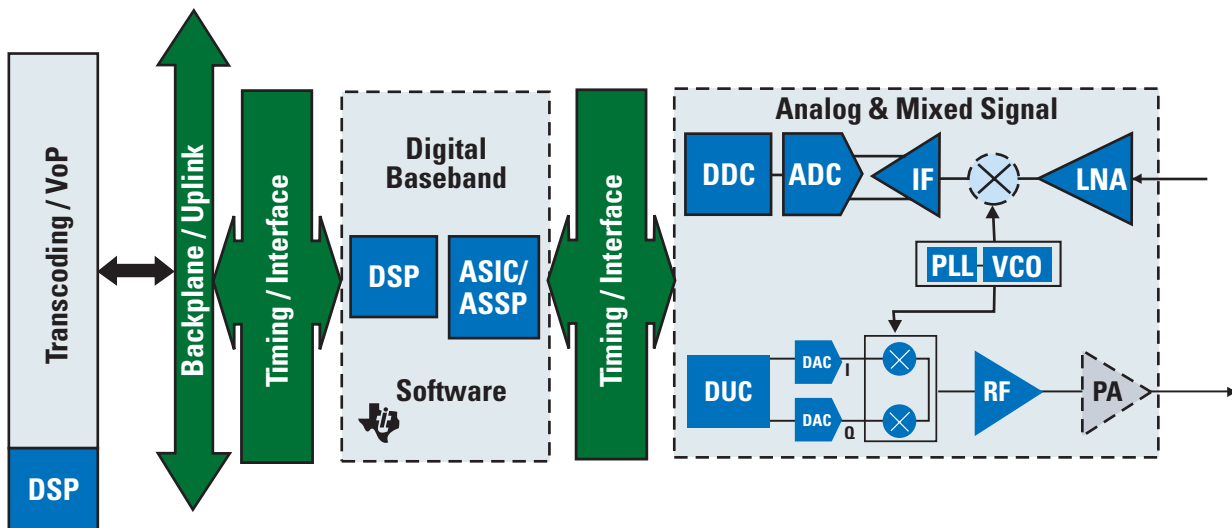 Transcoding / VoP
DSP
Backplane / Uplink
Timing / Interface
Digital
Baseband
DSP
ASIC/
ASSP
Software
Timing / Interface
Analog & Mixed Signal
DDC
ADC
IF
LNA
PLL
VCO
DUC
DAC
I
DAC
Q
RF
PA